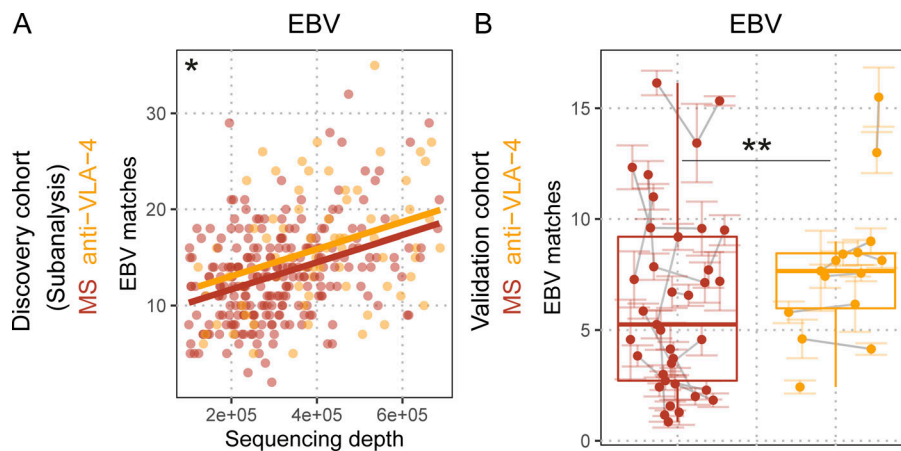 A
EBV
Discovery cohort
(Subanalysis)
MS anti-VLA-4
EBV matches
*
30
20
10
2e+05 4e+05 6e+05
Sequencing depth
B
EBV
Validation cohort
MS anti-VLA-4
EBV matches
**
15
10
5
0